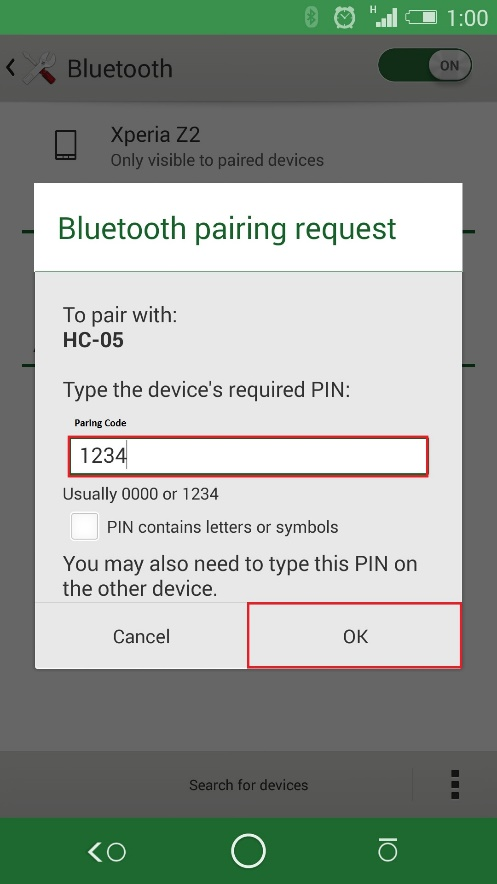 H
1:00
Bluetooth
ON
Xperia Z2
Only visible to paired devices
Bluetooth pairing request
To pair with:
HC-05
Type the device's required PIN:
Paring Code
1234
Usually 0000 or 1234
PIN contains letters or symbols
You may also need to type this PIN on
the other device.
Cancel
OK
Search for devices